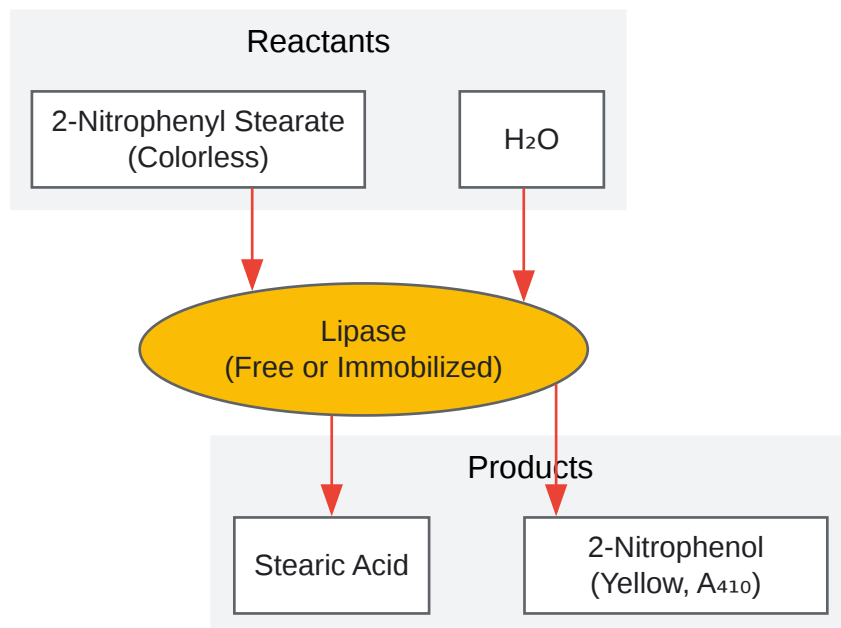 Reactants
2-Nitrophenyl Stearate
(Colorless)
H₂O
Lipase
(Free or Immobilized)
Products
Stearic Acid
2-Nitrophenol
(Yellow, A₄₁₀)